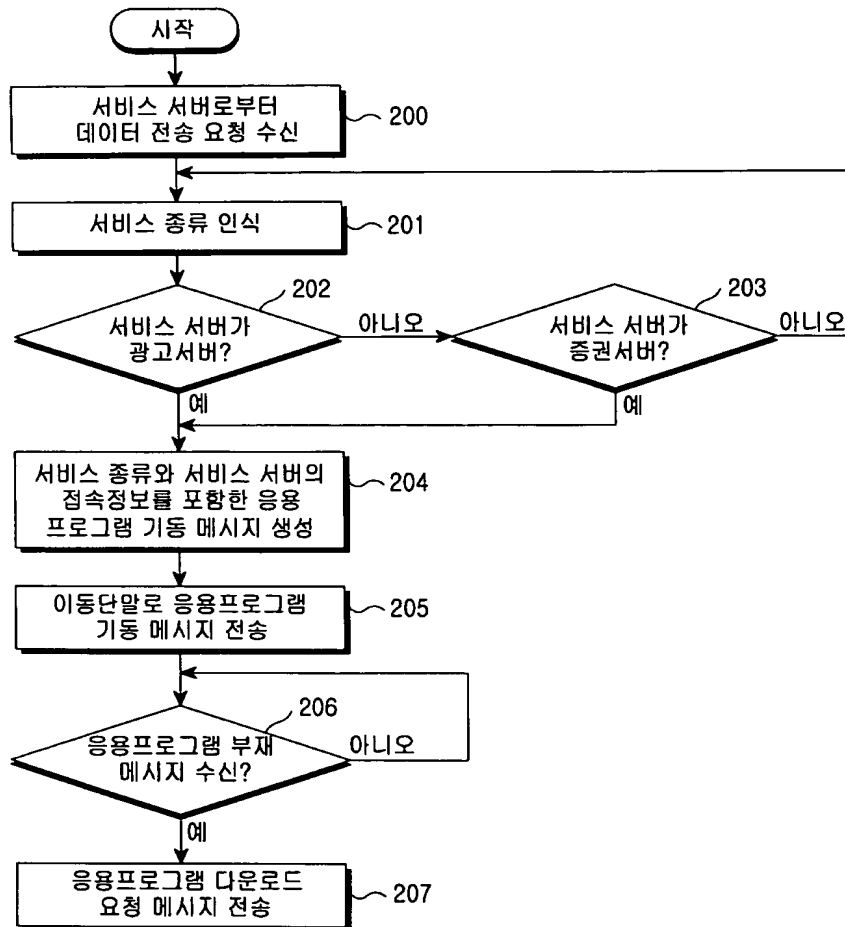 시작
서비스 서버로부터
데이터 전송 요청 수신
200
서비스 종류 인식
201
202
서비스 서버가
광고서버?
아니오
203
서비스 서버가
증권서버?
아니오
예
예
서비스 종류와 서비스 서버의
접속정보를 포함한 응용
프로그램 기동 메시지 생성
204
이동단말로 응용프로그램
기동 메시지 전송
205
206
응용프로그램 부재
메시지 수신?
아니오
예
응용프로그램 다운로드
요청 메시지 전송
207